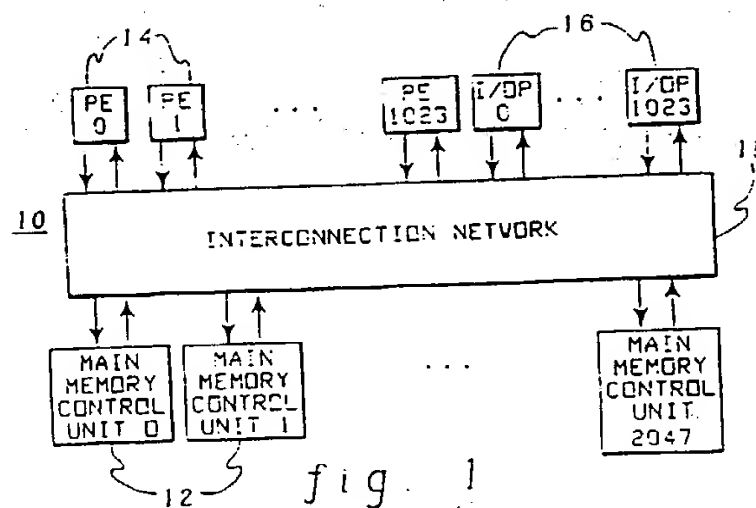 14
16
PE
0
PE
1
. . .
PE
1023
I/OP
0
. . .
I/OP
1023
10
INTERCONNECTION NETWORK
MAIN
MEMORY
CONTROL
UNIT 0
MAIN
MEMORY
CONTROL
UNIT 1
. . .
MAIN
MEMORY
CONTROL
UNIT
2047
12
fig. 1